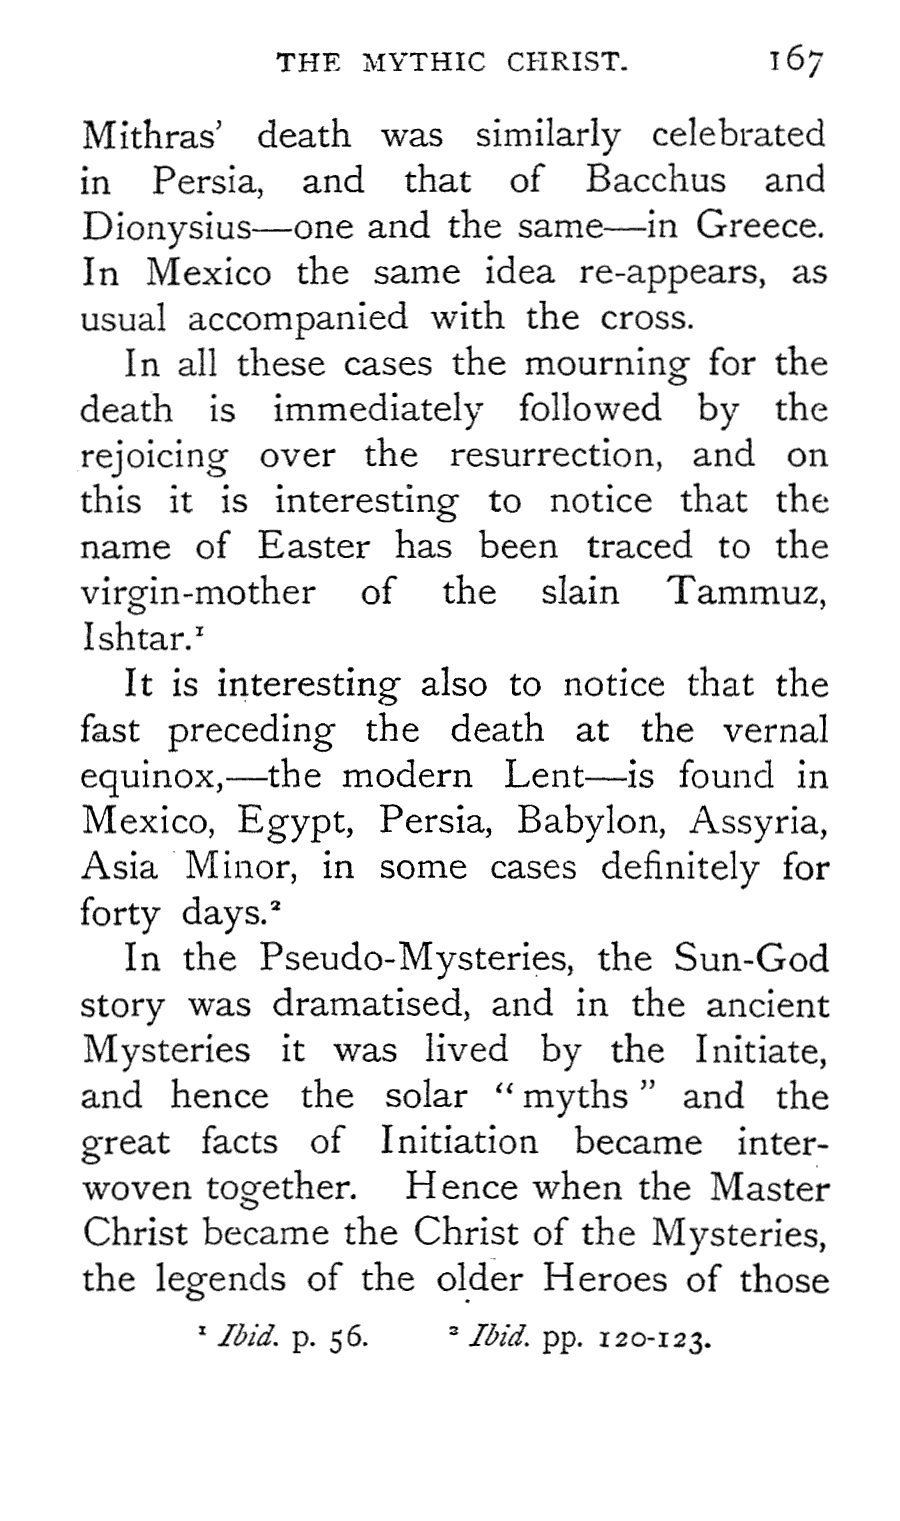 THE MYTHIC CHRIST. 167
Mithras' death was similarly celebrated
in Persia, and that of Bacchus and
Dionysius—one and the same—in Greece.
In Mexico the same idea re-appears, as
usual accompanied with the cross.
In all these cases the mourning for the
death is immediately followed by the
rejoicing over the resurrection, and on
this it is interesting to notice that the
name of Easter has been traced to the
virgin-mother of the slain Tammuz,
Ishtar.¹
It is interesting also to notice that the
fast preceding the death at the vernal
equinox,—the modern Lent—is found in
Mexico, Egypt, Persia, Babylon, Assyria,
Asia Minor, in some cases definitely for
forty days.²
In the Pseudo-Mysteries, the Sun-God
story was dramatised, and in the ancient
Mysteries it was lived by the Initiate,
and hence the solar “myths” and the
great facts of Initiation became inter-
woven together. Hence when the Master
Christ became the Christ of the Mysteries,
the legends of the older Heroes of those
¹ Ibid. p. 56. ² Ibid. pp. 120-123.